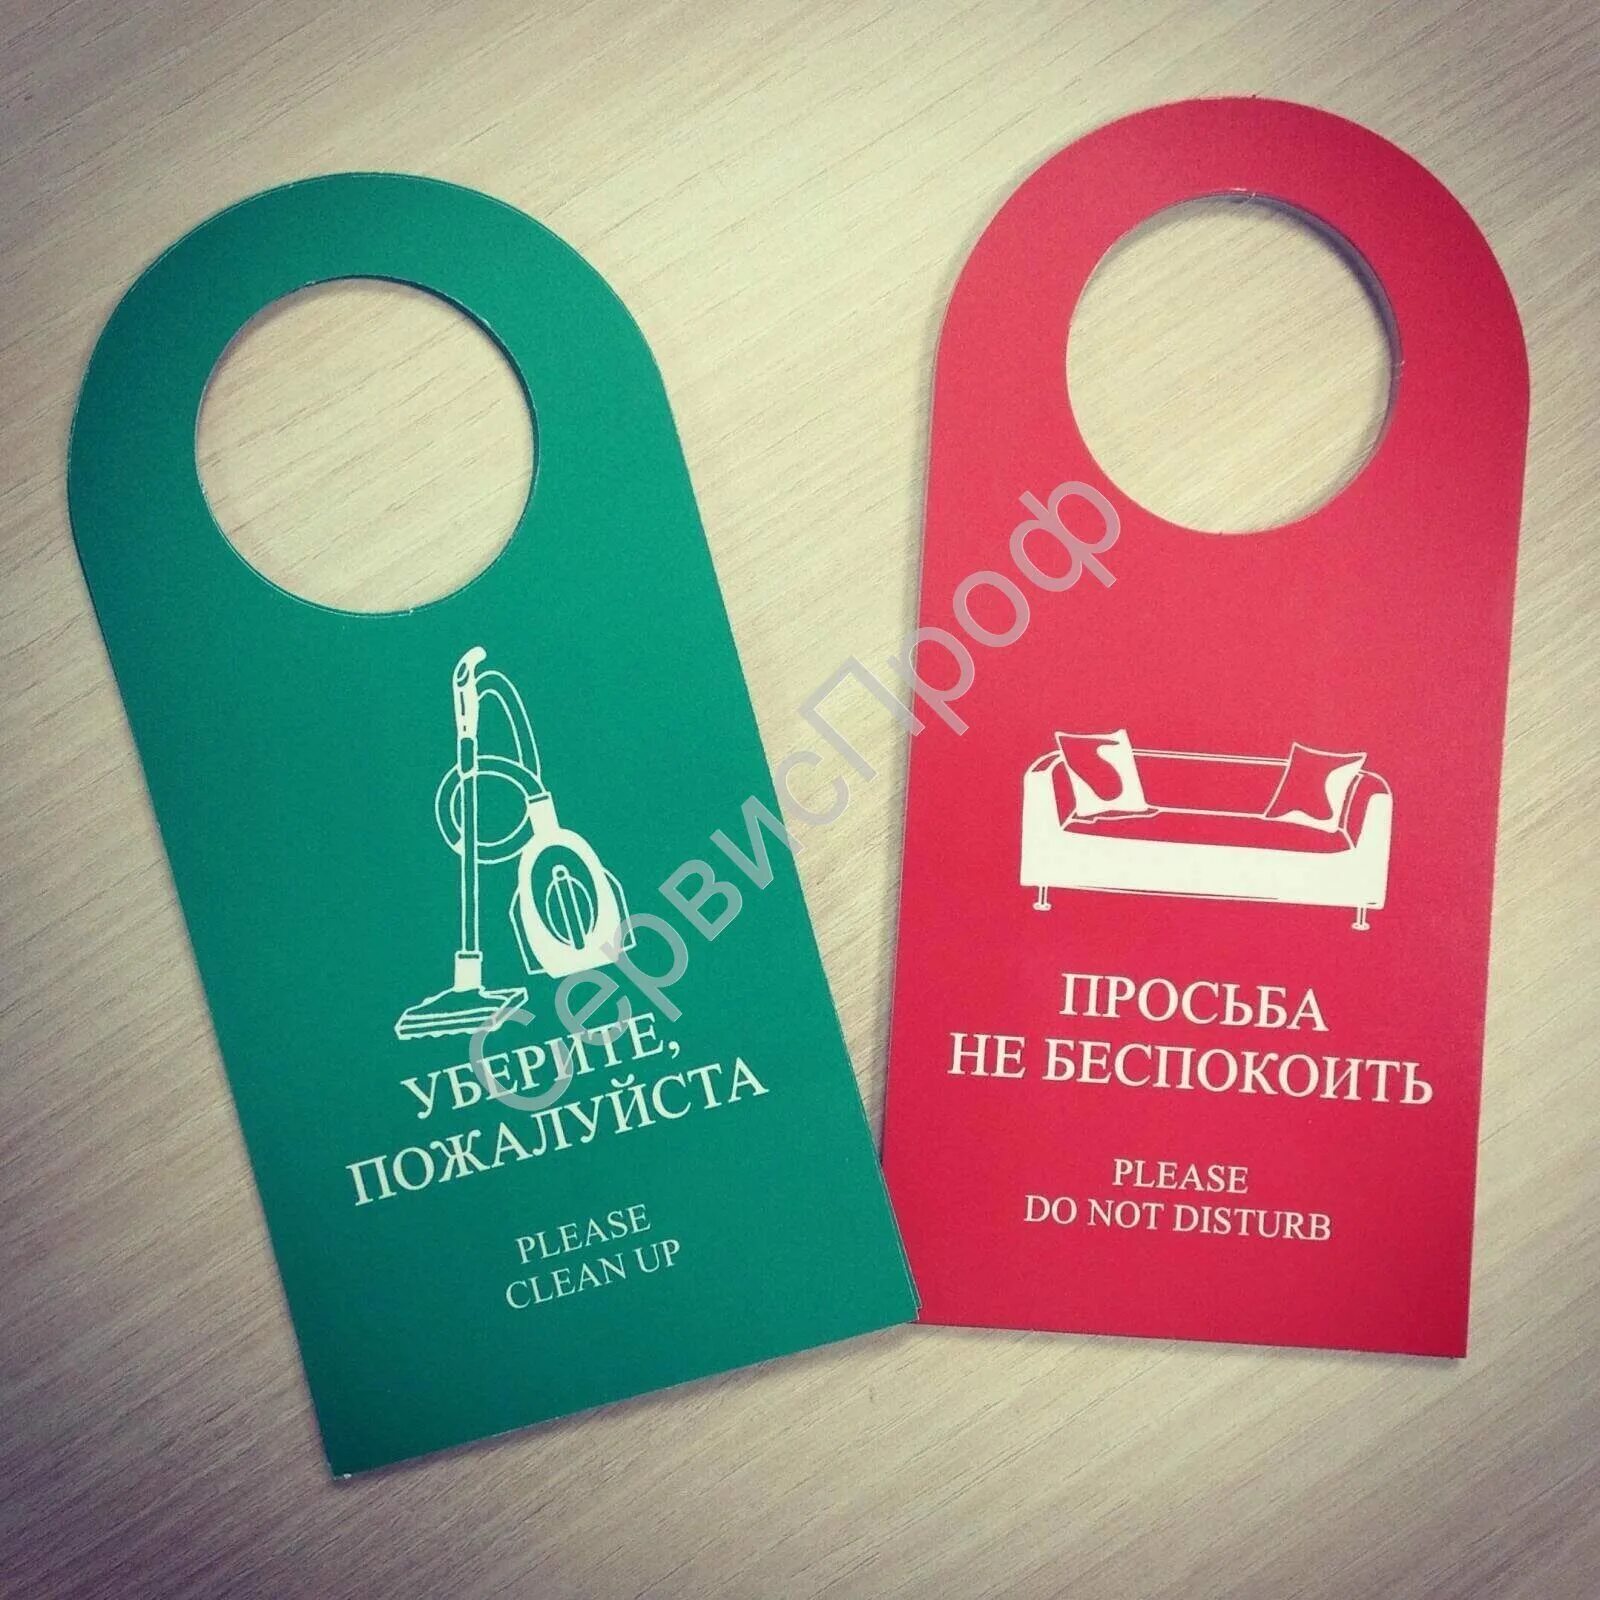 УБЕРИТЕ,
ПОЖАЛУЙСТА
PLEASE
CLEAN UP
ПРОСЬБА
НЕ БЕСПОКОИТЬ
PLEASE
DO NOT DISTURB
СервисПроф